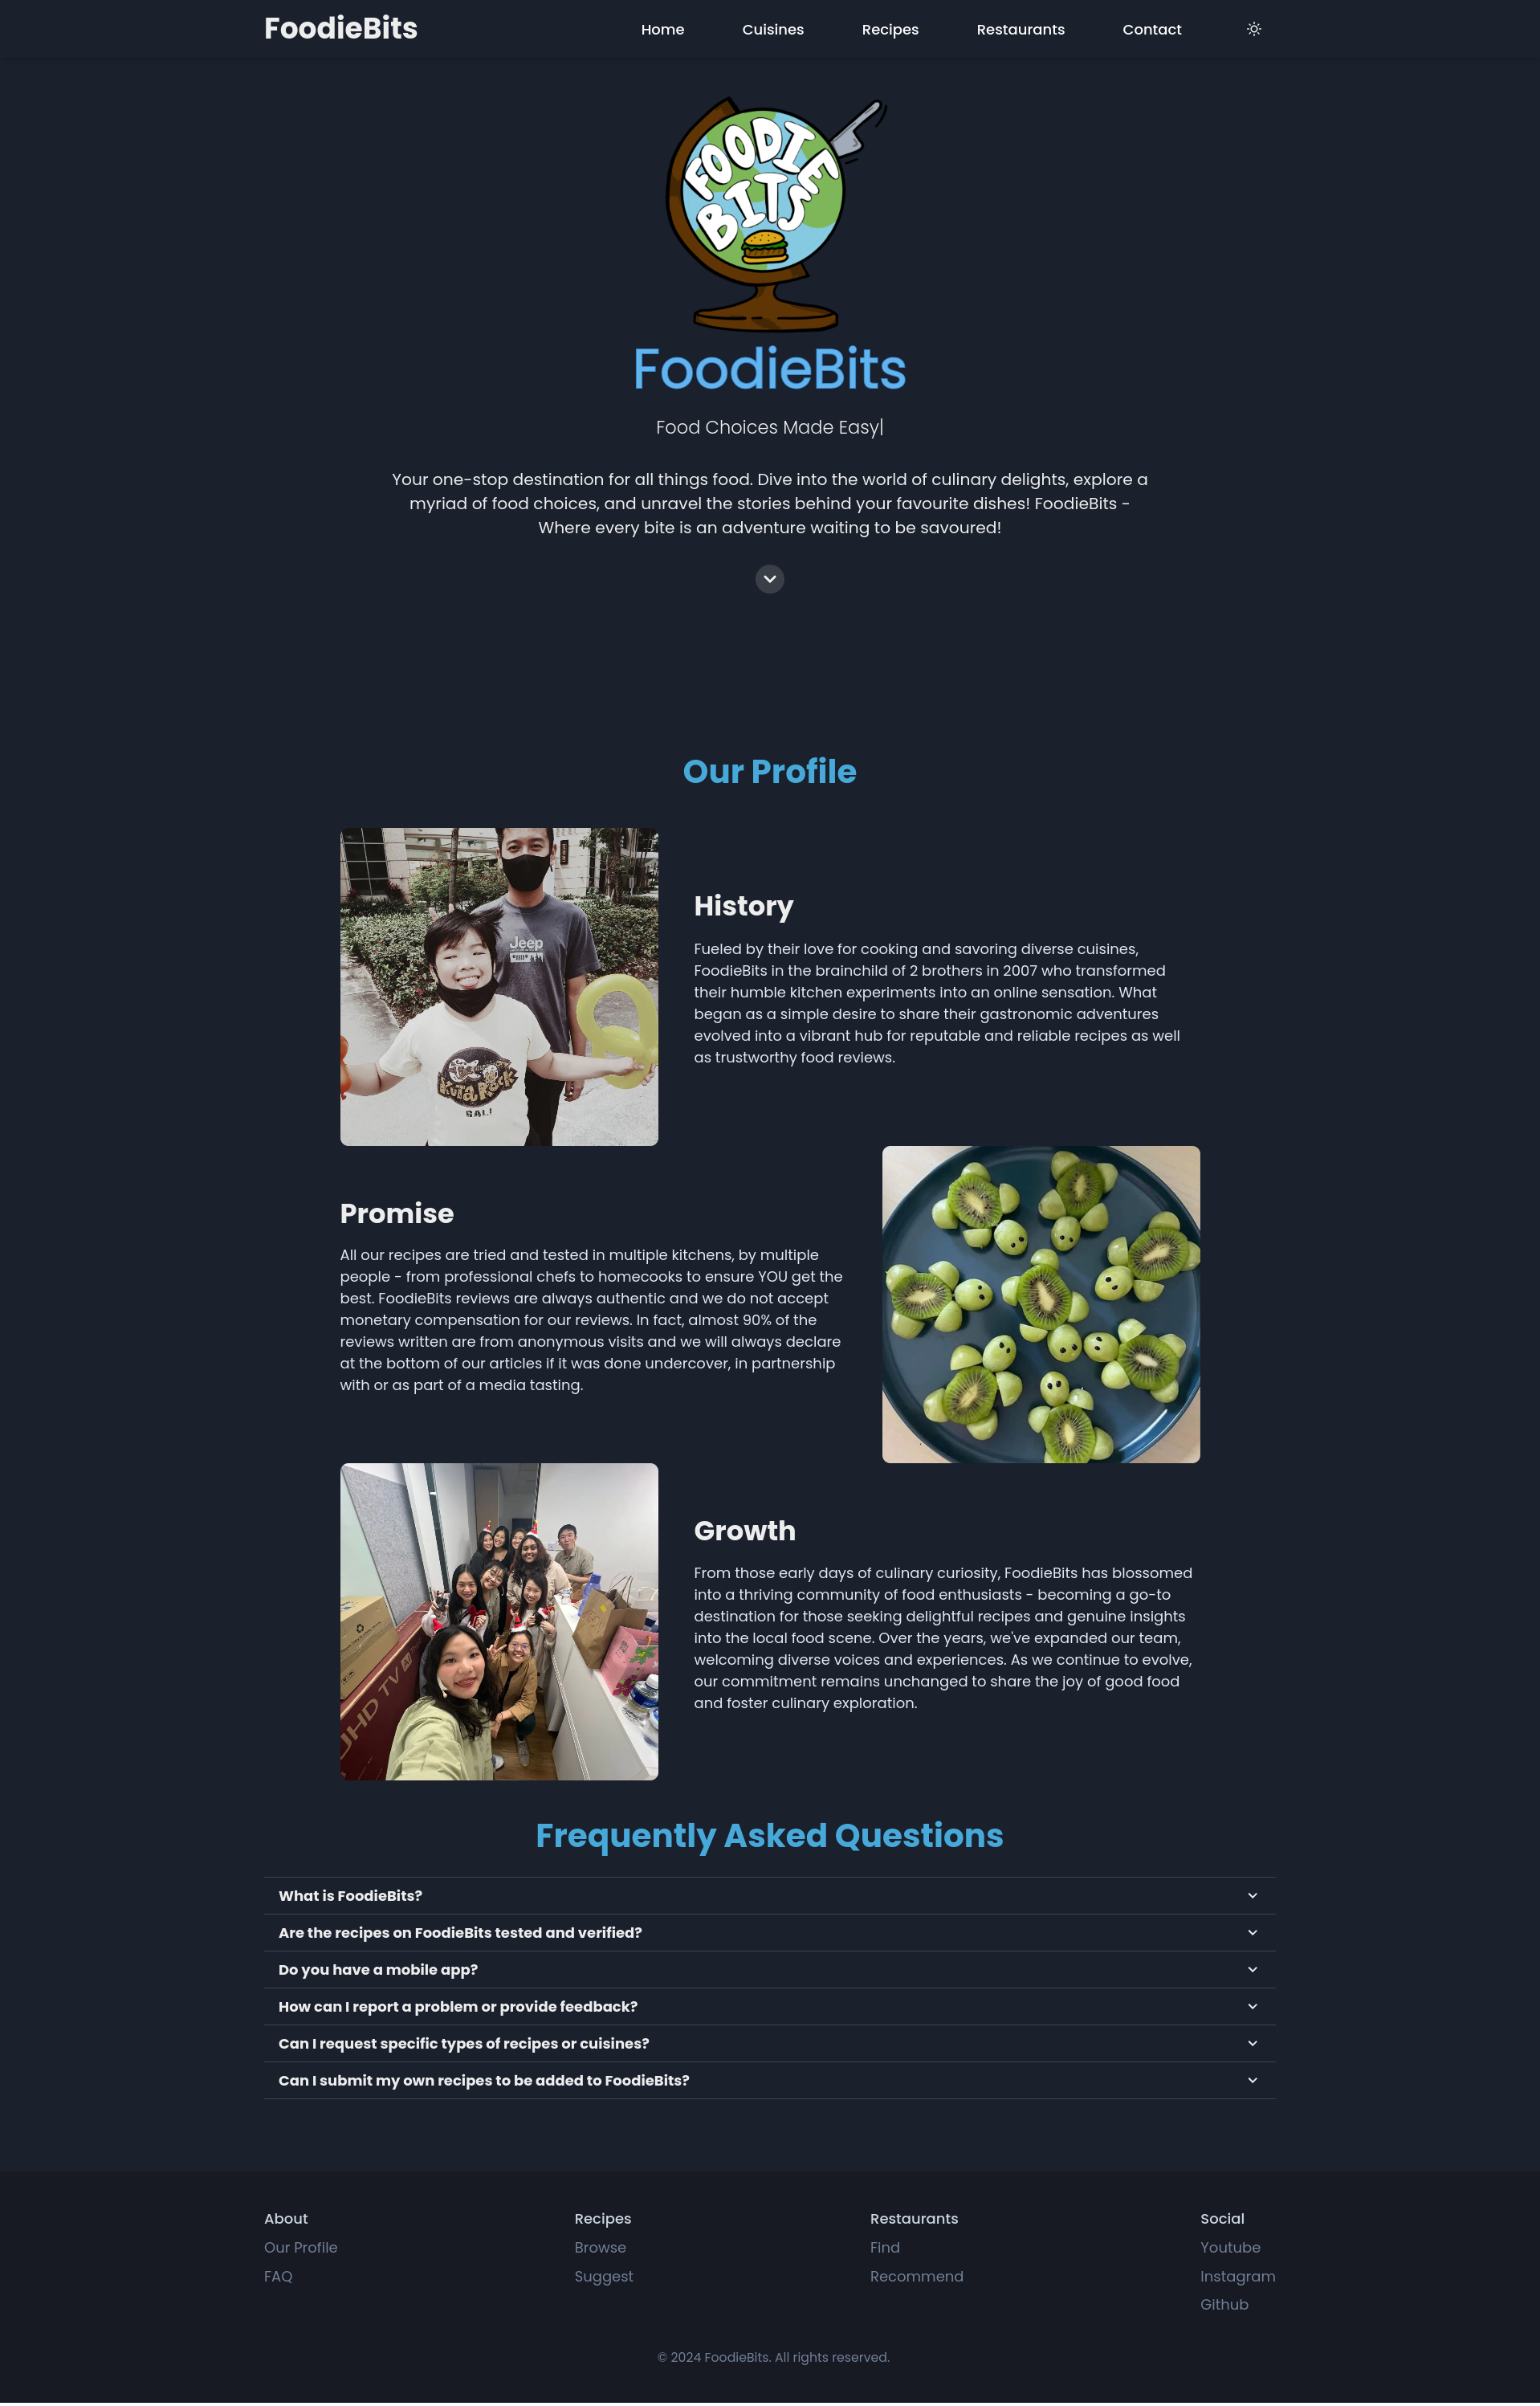 FoodieBits
Home
Cuisines
Recipes
Restaurants
Contact
FOODIE
BITS
FoodieBits
Food Choices Made Easy|
Your one-stop destination for all things food. Dive into the world of culinary delights, explore a
myriad of food choices, and unravel the stories behind your favourite dishes! FoodieBits -
Where every bite is an adventure waiting to be savoured!
Our Profile
Jeep
Kuta Rock
BALI
History
Fueled by their love for cooking and savoring diverse cuisines,
FoodieBits in the brainchild of 2 brothers in 2007 who transformed
their humble kitchen experiments into an online sensation. What
began as a simple desire to share their gastronomic adventures
evolved into a vibrant hub for reputable and reliable recipes as well
as trustworthy food reviews.
Promise
All our recipes are tried and tested in multiple kitchens, by multiple
people - from professional chefs to homecooks to ensure YOU get the
best. FoodieBits reviews are always authentic and we do not accept
monetary compensation for our reviews. In fact, almost 90% of the
reviews written are from anonymous visits and we will always declare
at the bottom of our articles if it was done undercover, in partnership
with or as part of a media tasting.
UHD TV AI
Growth
From those early days of culinary curiosity, FoodieBits has blossomed
into a thriving community of food enthusiasts - becoming a go-to
destination for those seeking delightful recipes and genuine insights
into the local food scene. Over the years, we've expanded our team,
welcoming diverse voices and experiences. As we continue to evolve,
our commitment remains unchanged to share the joy of good food
and foster culinary exploration.
Frequently Asked Questions
What is FoodieBits?
Are the recipes on FoodieBits tested and verified?
Do you have a mobile app?
How can I report a problem or provide feedback?
Can I request specific types of recipes or cuisines?
Can I submit my own recipes to be added to FoodieBits?
About
Our Profile
FAQ
Recipes
Browse
Suggest
Restaurants
Find
Recommend
Social
Youtube
Instagram
Github
© 2024 FoodieBits. All rights reserved.